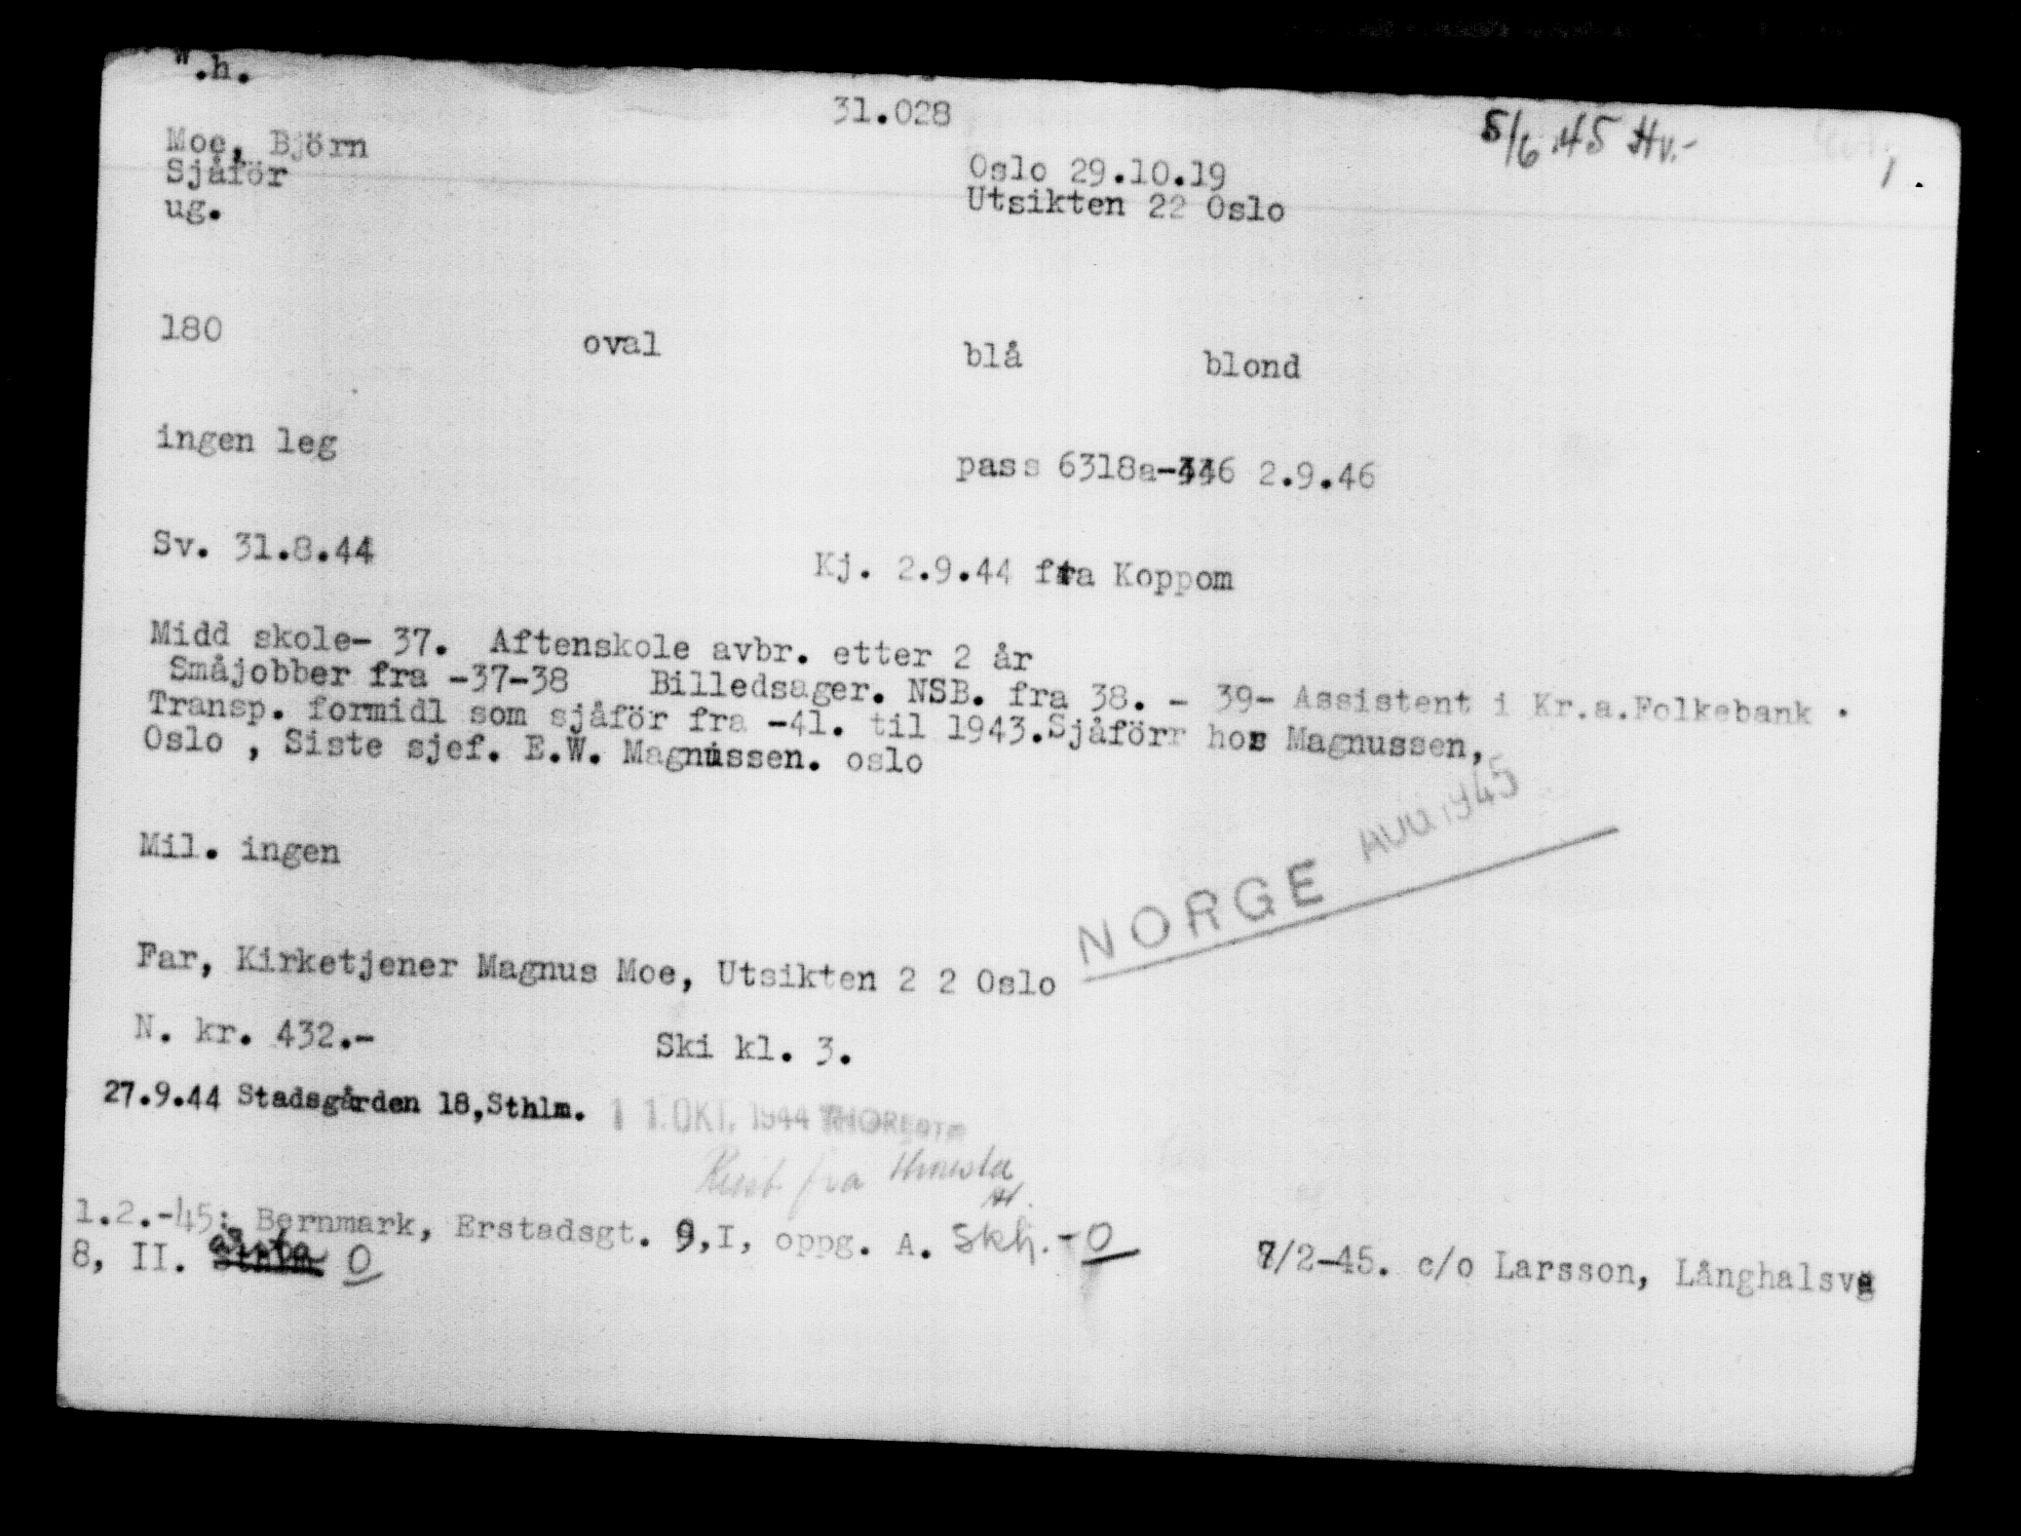 W.h.
31.028
5/6.45 Hv.-
Moe, Björn
Oslo 29.10.19
Sjåför
Utsikten 22 Oslo
ug.
180 oval blå blond
ingen leg
pass 6318a-446 2.9.46
Sv. 31.8.44
Kj. 2.9.44 fra Koppom
Midd skole- 37. Aftenskole avbr. etter 2 år
Småjobber fra -37-38 Billedsager. NSB. fra 38. - 39- Assistent i Kr.a.Folkebank .
Transp. formidl som sjåför fra -41. til 1943.Sjåförr hos Magnussen,
Oslo , Siste sjef. E.W. Magnussen. oslo
AUG 1945
NORGE
Mil. ingen
Far, Kirketjener Magnus Moe, Utsikten 2 2 Oslo
N. kr. 432.- Ski kl. 3.
27.9.44 Stadsgården 18,Sthlm.
11.OKT. 1944
fra
1.2.-45: Bernmark, Erstadsgt. 9,I, oppg. A. Skh.-O
7/2-45. c/o Larsson, Långhalsvg
8, II. Sthlm. O